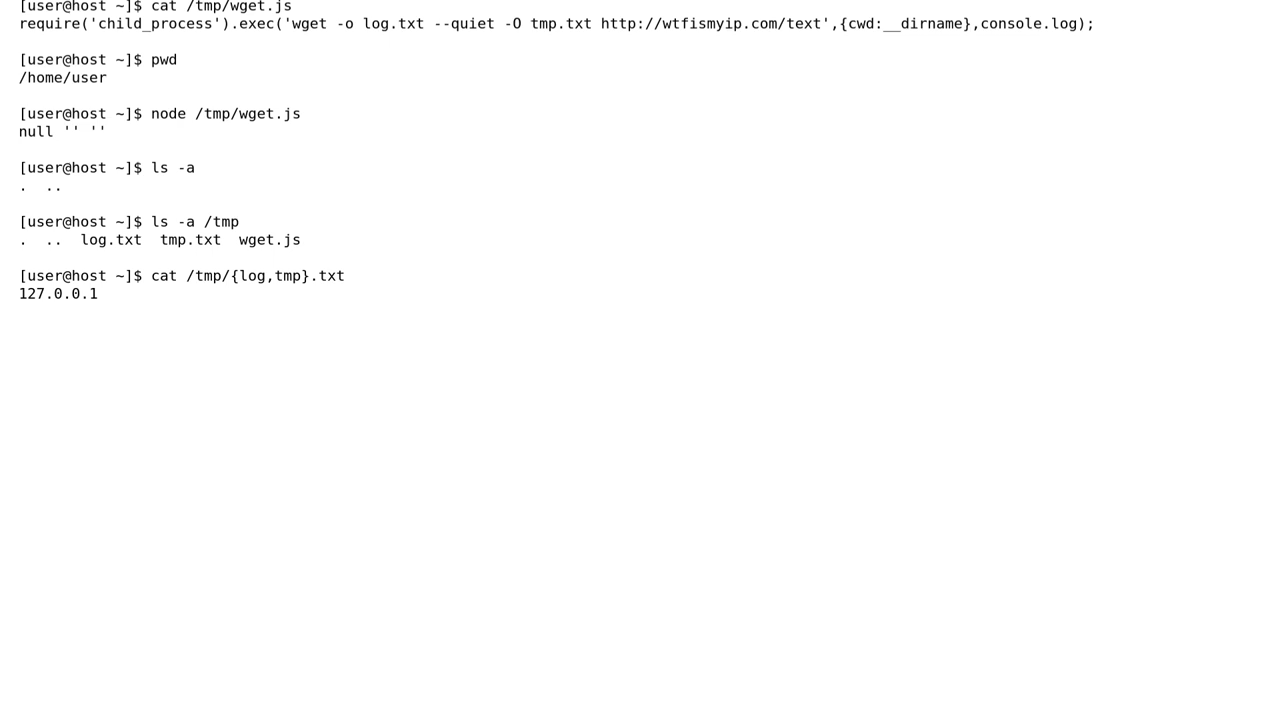 [user@host ~]$ cat /tmp/wget.js
require('child_process').exec('wget -o log.txt --quiet -O tmp.txt http://wtfismyip.com/text',{cwd:__dirname},console.log);
[user@host ~]$ pwd
/home/user
[user@host ~]$ node /tmp/wget.js
null '' ''
[user@host ~]$ ls -a
.  ..
[user@host ~]$ ls -a /tmp
.  ..  log.txt  tmp.txt  wget.js
[user@host ~]$ cat /tmp/{log,tmp}.txt
127.0.0.1